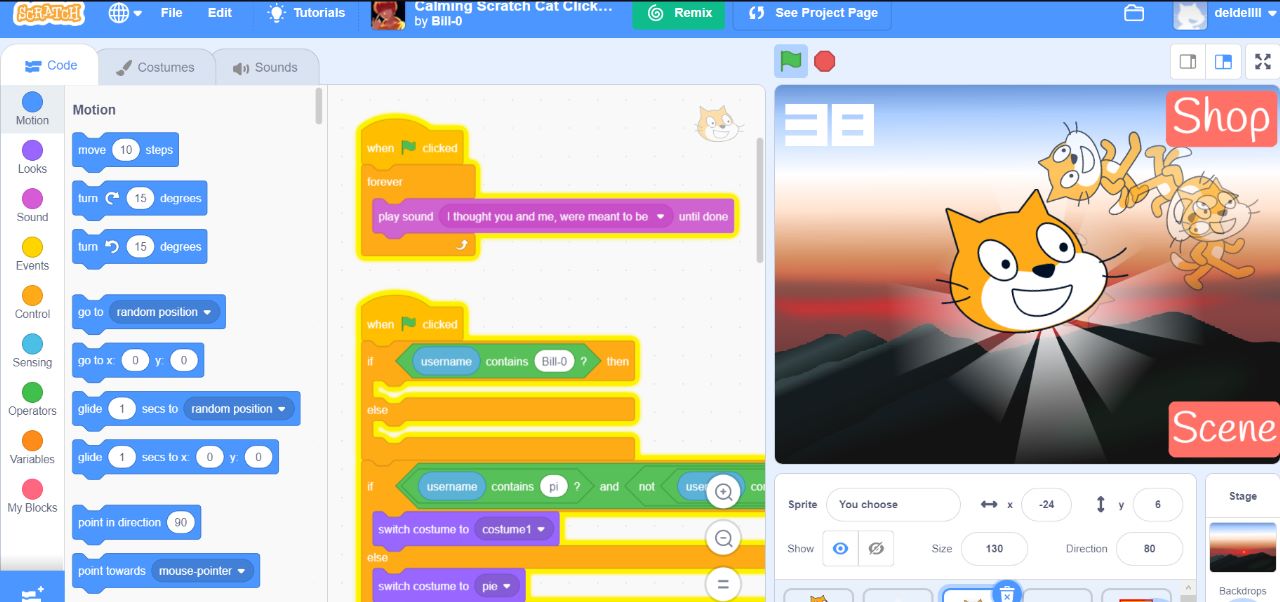 SCRATCH
File
Edit
Tutorials
Calming Scratch Cat Click…
by Bill-0
Remix
See Project Page
deldellll
Code
Costumes
Sounds
Motion
Looks
Sound
Events
Control
Sensing
Operators
Variables
My Blocks
Motion
move 10 steps
turn 15 degrees
turn 15 degrees
go to random position
go to x: 0 y: 0
glide 1 secs to random position
glide 1 secs to x: 0 y: 0
point in direction 90
point towards mouse-pointer
when clicked
forever
play sound I thought you and me, were meant to be until done
when clicked
if username contains Bill-0 ? then
else
if username contains pi ? and not
switch costume to costume1
else
switch costume to pie
38
Shop
Scene
Sprite You choose x -24 y 6
Show Size 130 Direction 80
Stage
Backdrops